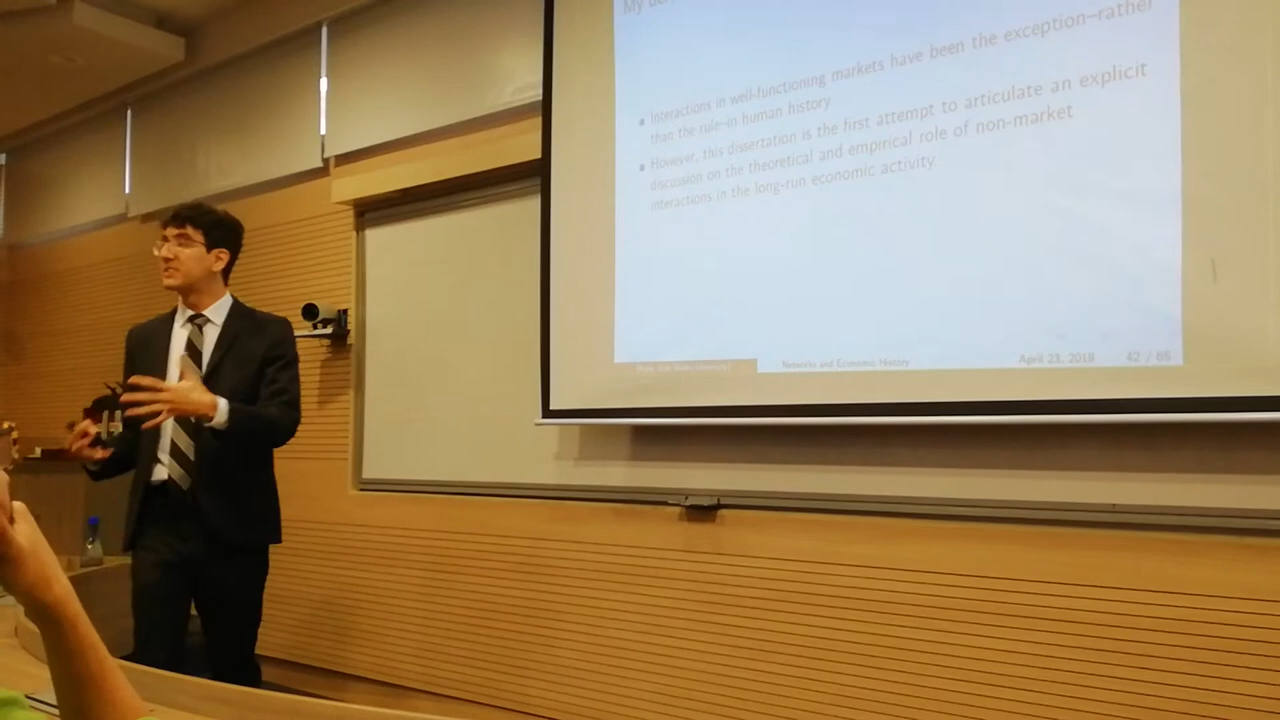 My
Interactions in well-functioning markets have been the exception–rather
than the rule–in human history
However, this dissertation is the first attempt to articulate an explicit
discussion on the theoretical and empirical role of non-market
interactions in the long-run economic activity.
Networks and Economic History April 23, 2018 42 / 65